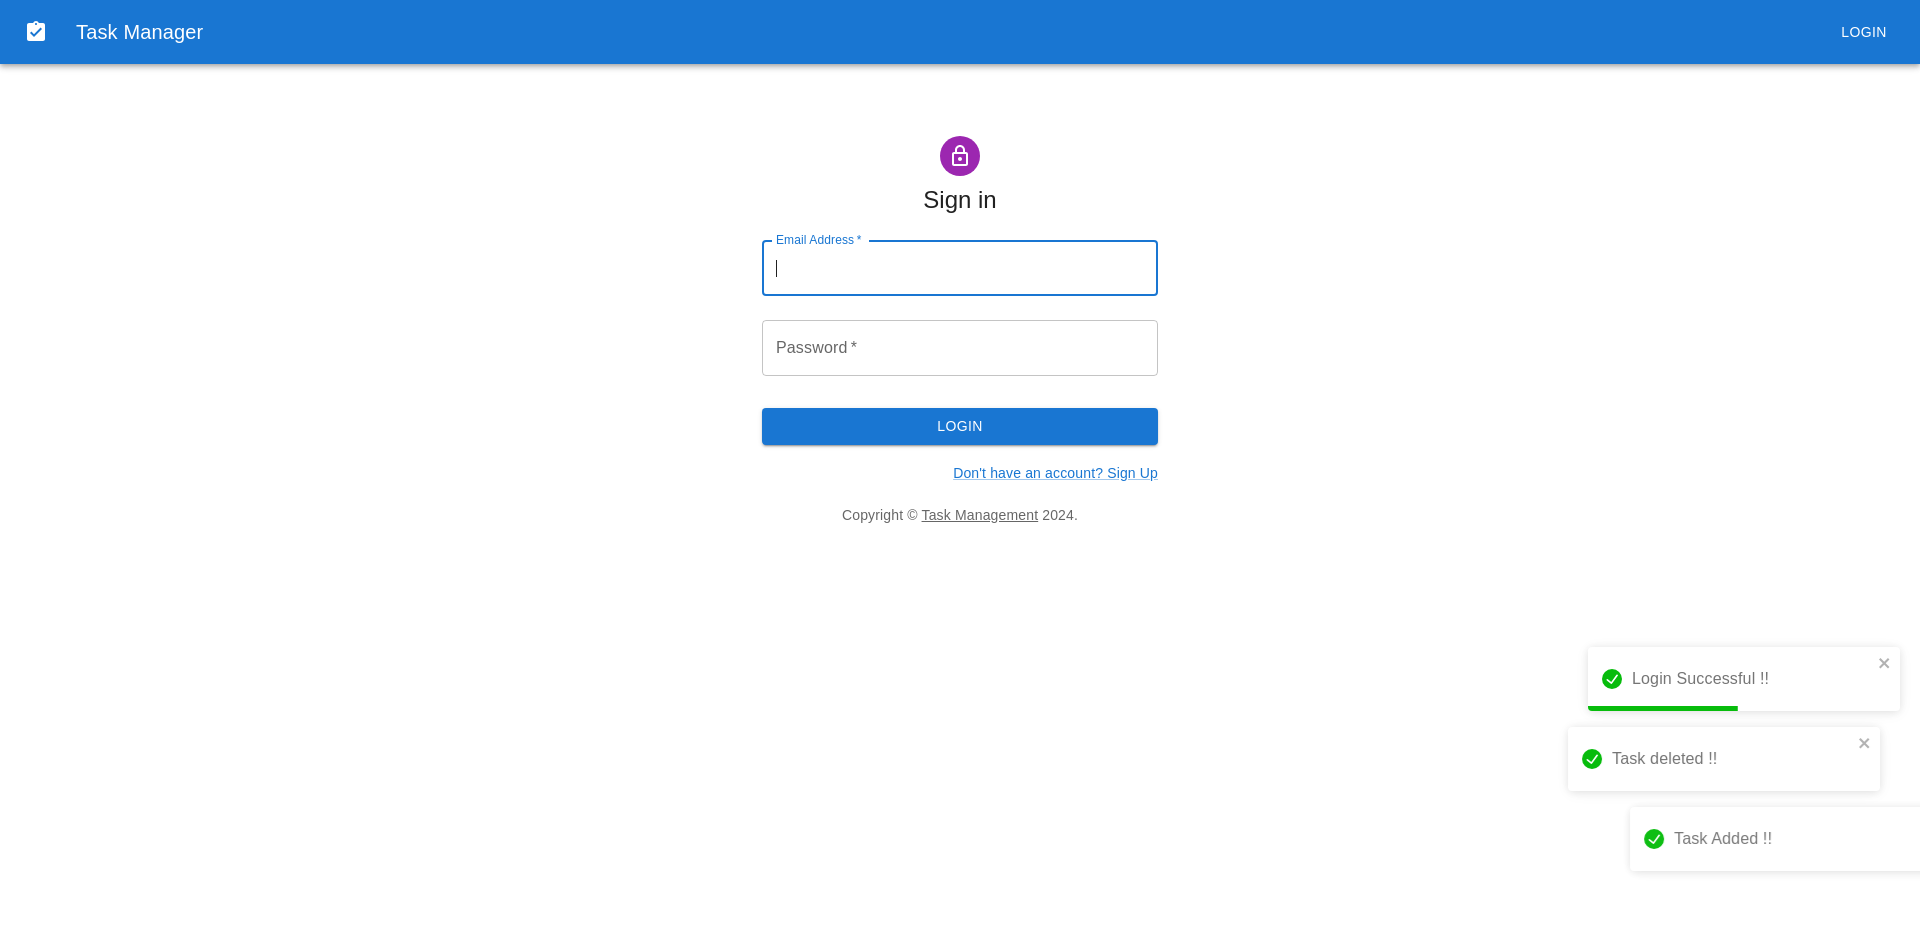 Task Manager
LOGIN
Sign in
Email Address *
Password *
LOGIN
Don't have an account? Sign Up
Copyright © Task Management 2024.
Login Successful !!
Task deleted !!
Task Added !!